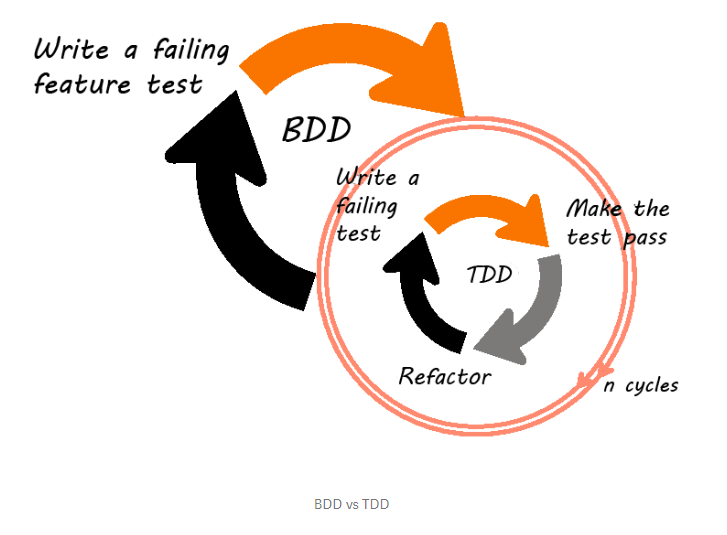 Write a failing
feature test
BDD
Write a
failing
test
Make the
test pass
TDD
Refactor
n cycles
BDD vs TDD